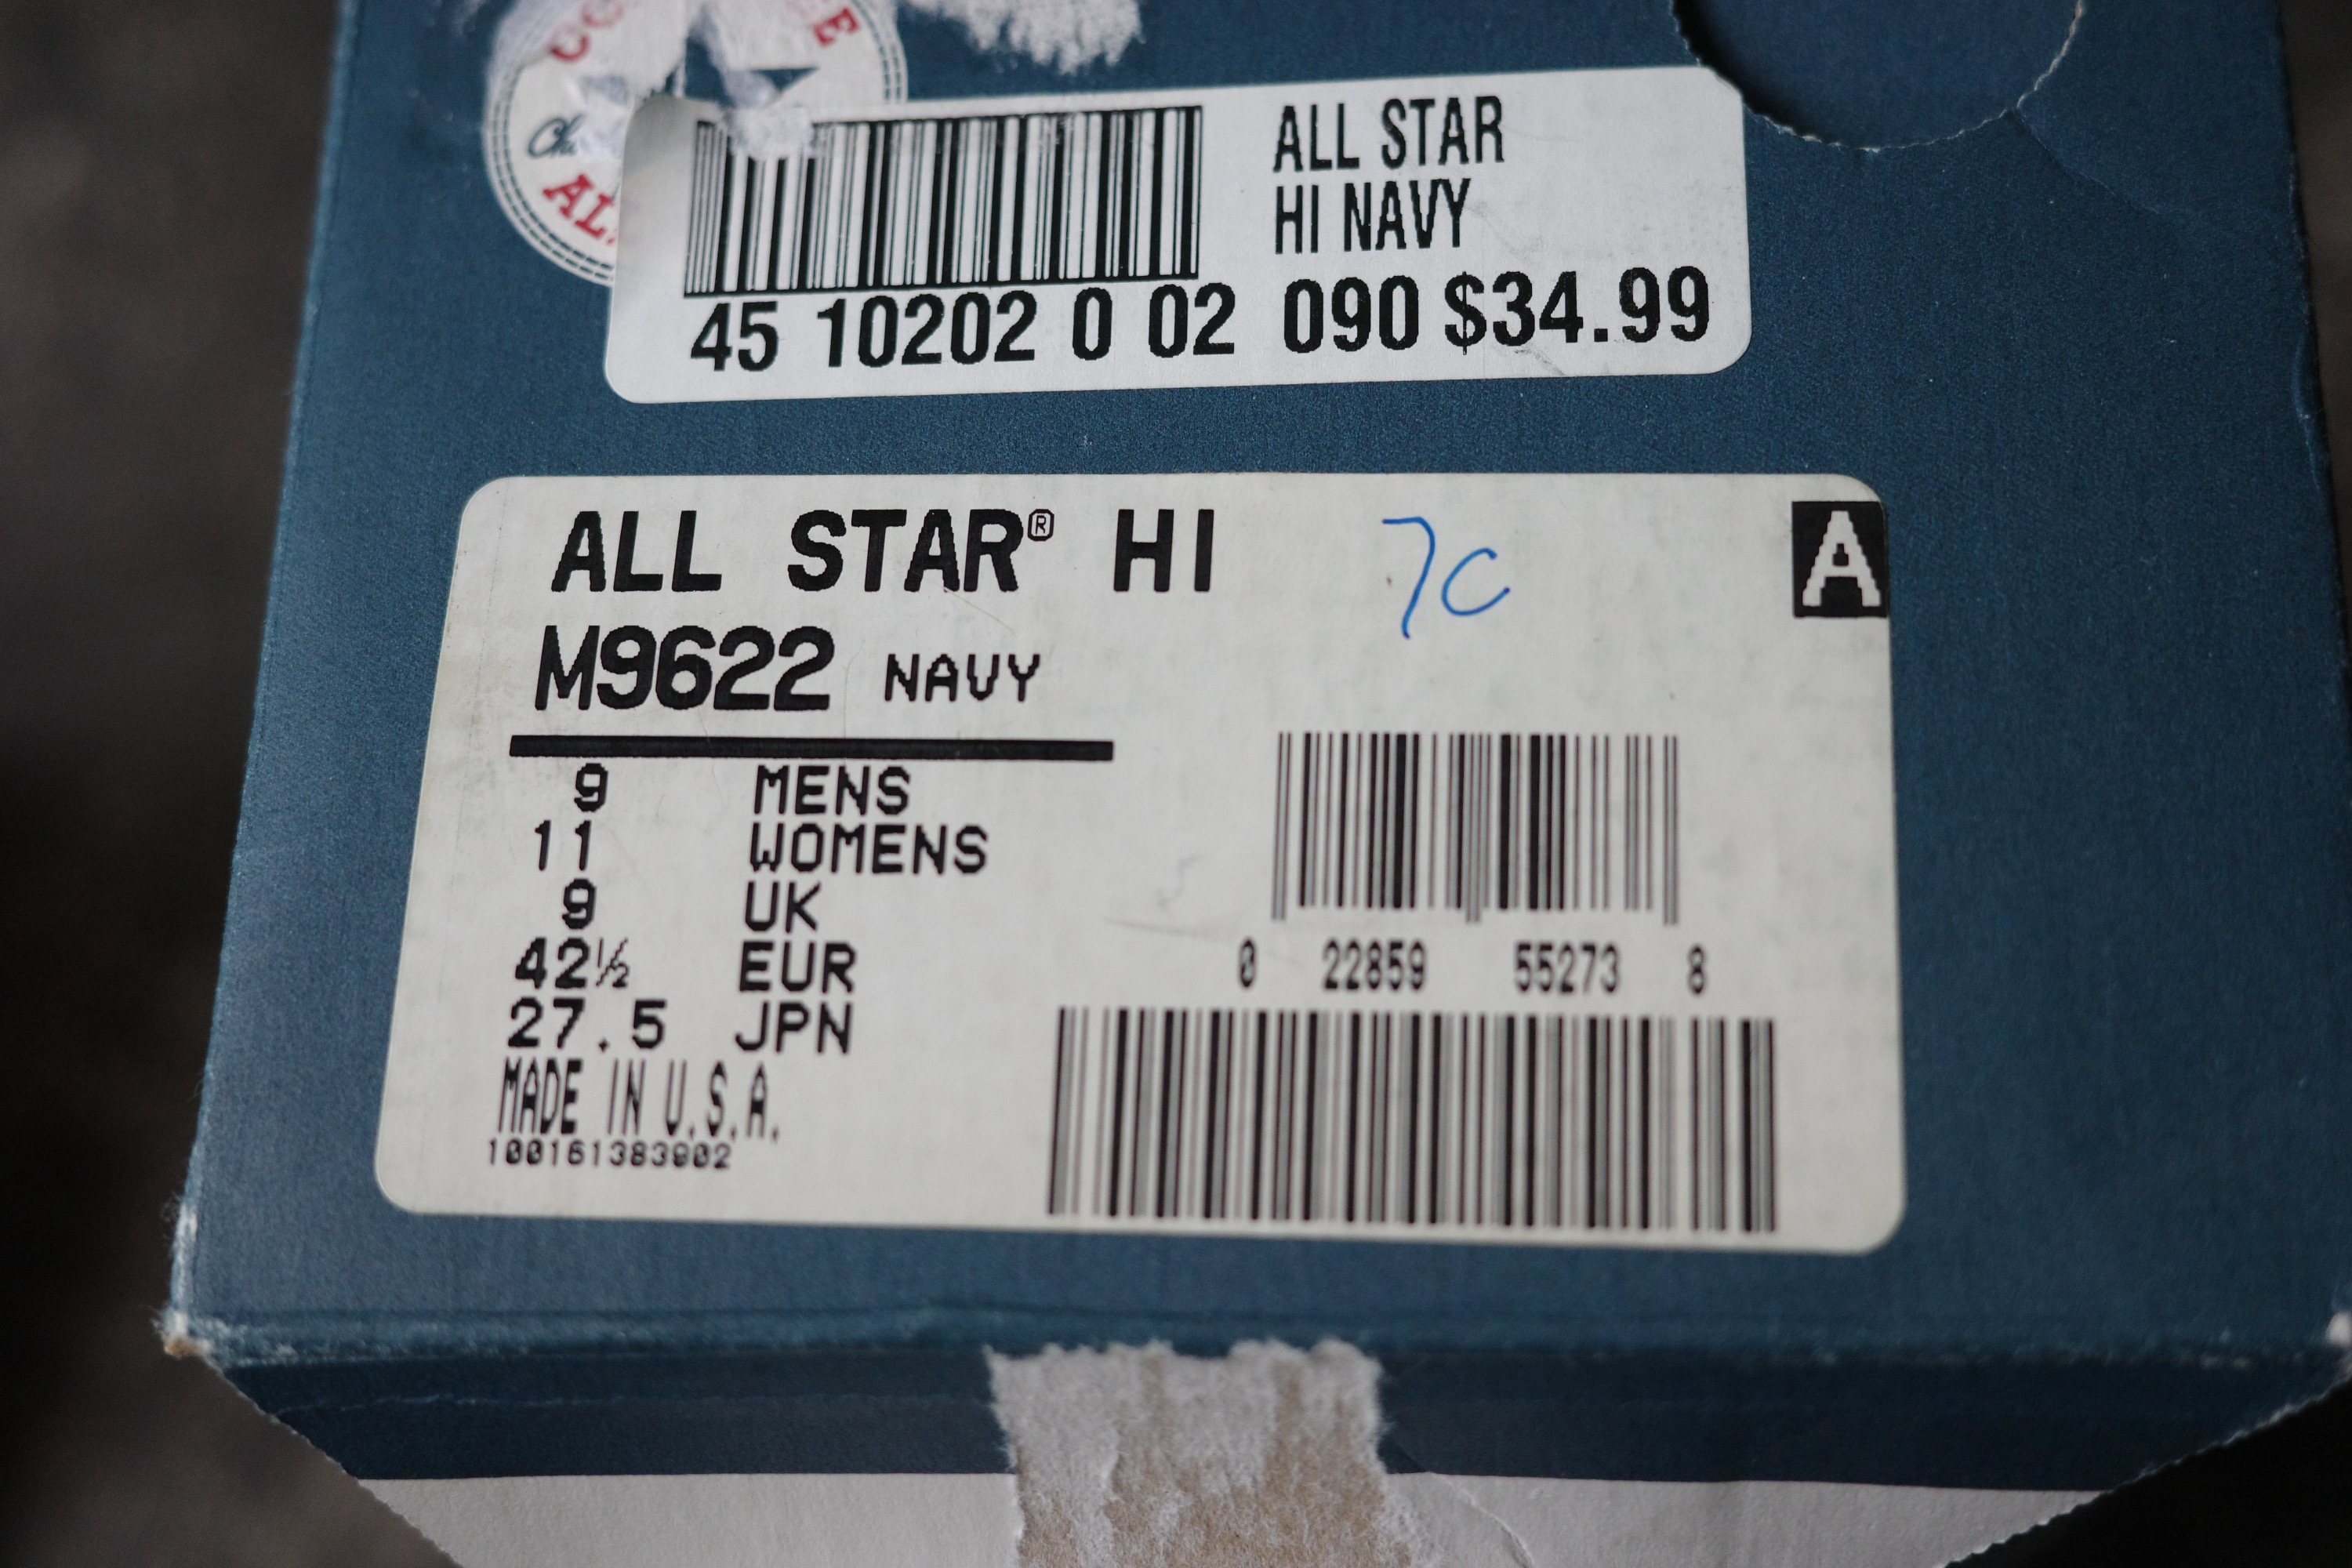 ALL STAR
HI NAVY
45 10202 0 02 090 $34.99
ALL STAR® HI
7C
A
M9622 NAVY
9 MENS
11 WOMENS
9 UK
42½ EUR
27.5 JPN
MADE IN U.S.A.
100161383902
0 22859 55273 8